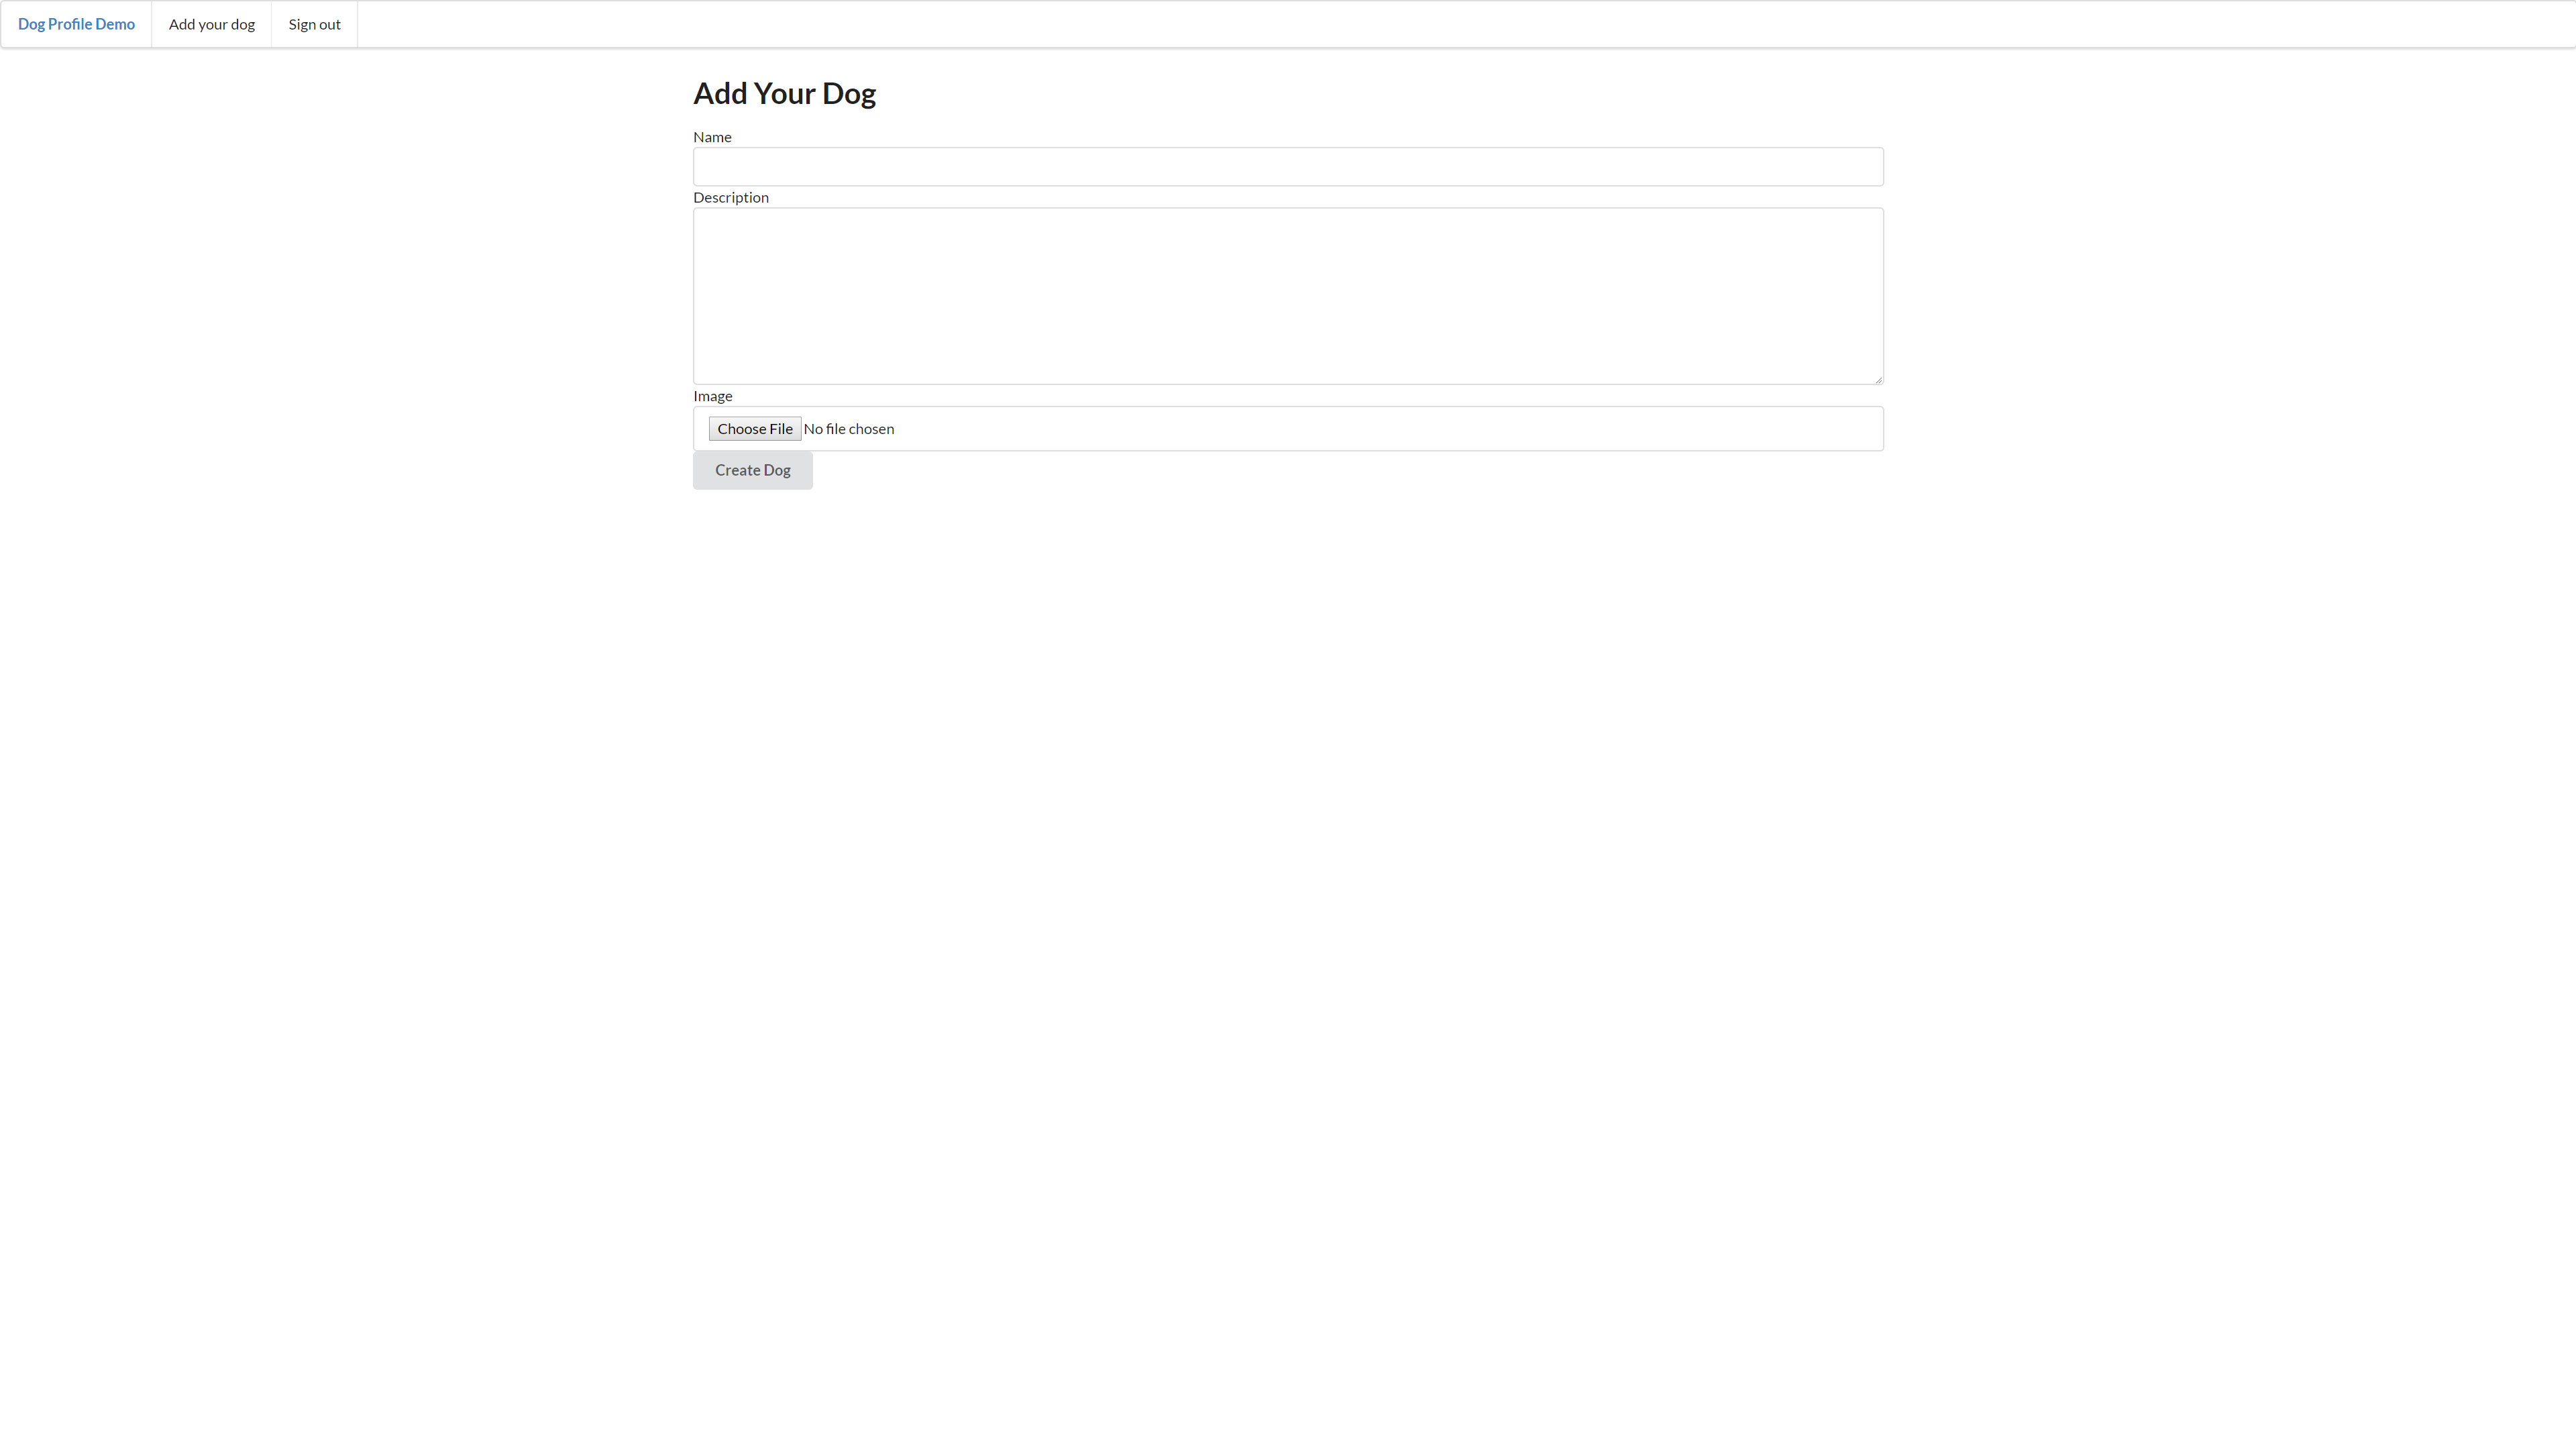 Dog Profile Demo Add your dog Sign out
Add Your Dog
Name
Description
Image
Choose File No file chosen
Create Dog